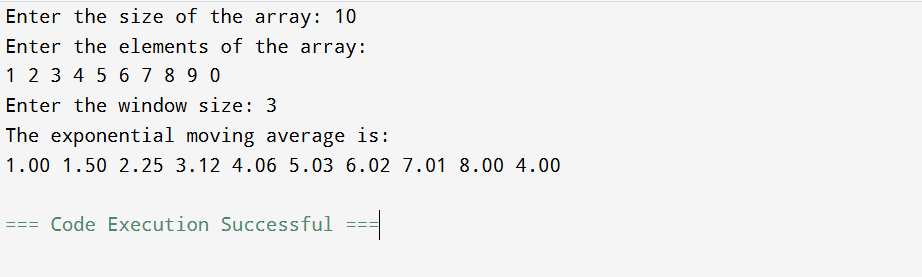 Enter the size of the array: 10
Enter the elements of the array:
1 2 3 4 5 6 7 8 9 0
Enter the window size: 3
The exponential moving average is:
1.00 1.50 2.25 3.12 4.06 5.03 6.02 7.01 8.00 4.00
=== Code Execution Successful ===